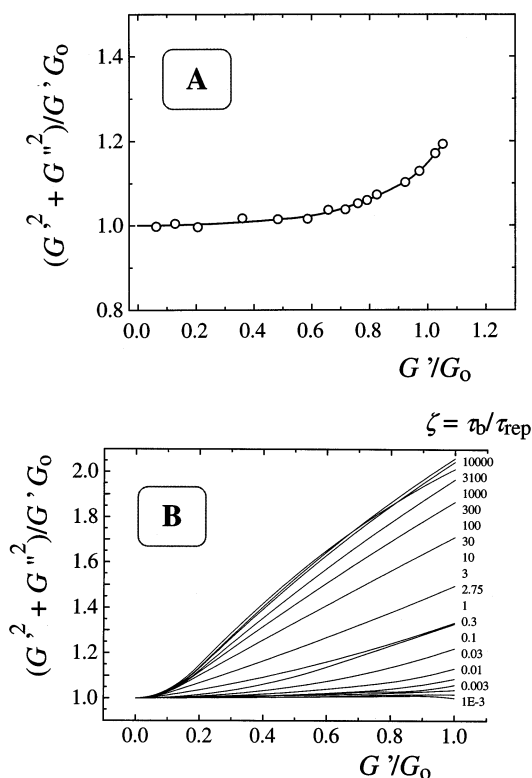 1.4
A
1.2
1.0
0.8
(G'² + G"²)/G'G₀
0.0 0.2 0.4 0.6 0.8 1.0 1.2
G'/G₀
ζ = τb/τrep
2.0
1.8
1.6
1.4
1.2
1.0
B
(G'² + G"²)/G'G₀
10000
3100
1000
300
100
30
10
3
2.75
1
0.3
0.1
0.03
0.01
0.003
1E-3
0.0 0.2 0.4 0.6 0.8 1.0
G'/G₀